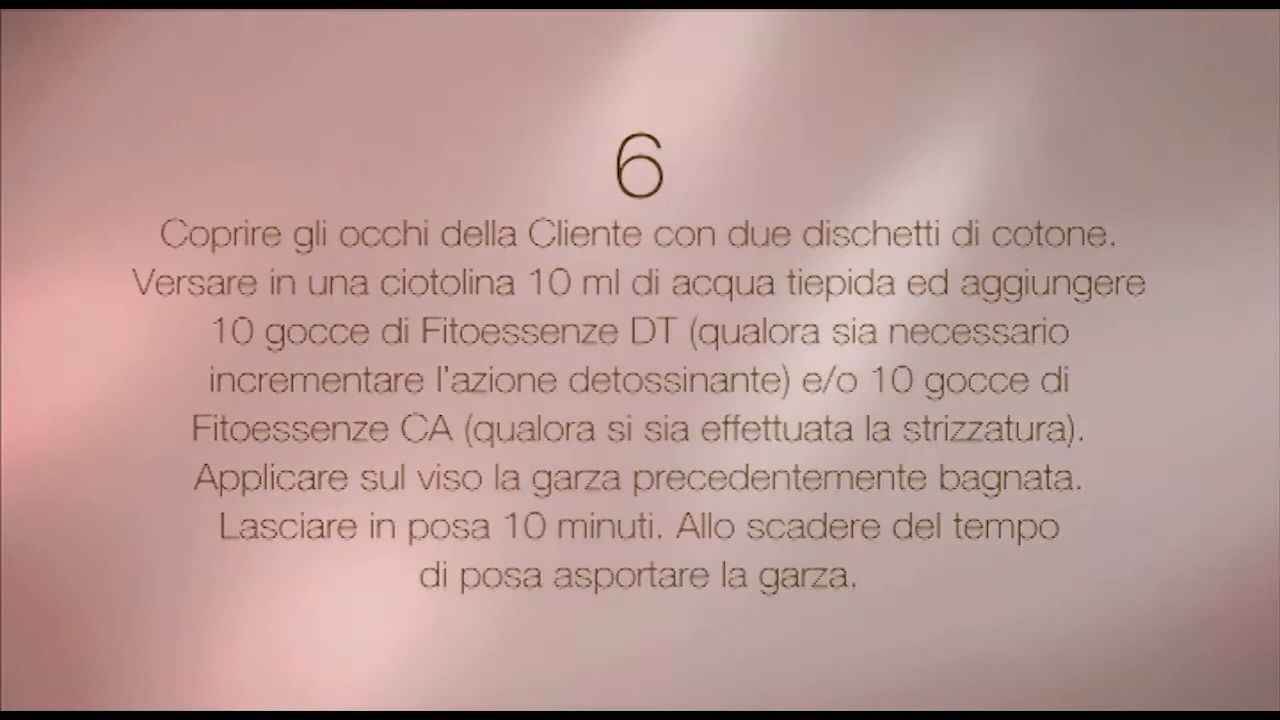 6
Coprire gli occhi della Cliente con due dischetti di cotone.
Versare in una ciotolina 10 ml di acqua tiepida ed aggiungere
10 gocce di Fitoessenze DT (qualora sia necessario
incrementare l'azione detossinante) e/o 10 gocce di
Fitoessenze CA (qualora si sia effettuata la strizzatura).
Applicare sul viso la garza precedentemente bagnata.
Lasciare in posa 10 minuti. Allo scadere del tempo
di posa asportare la garza.